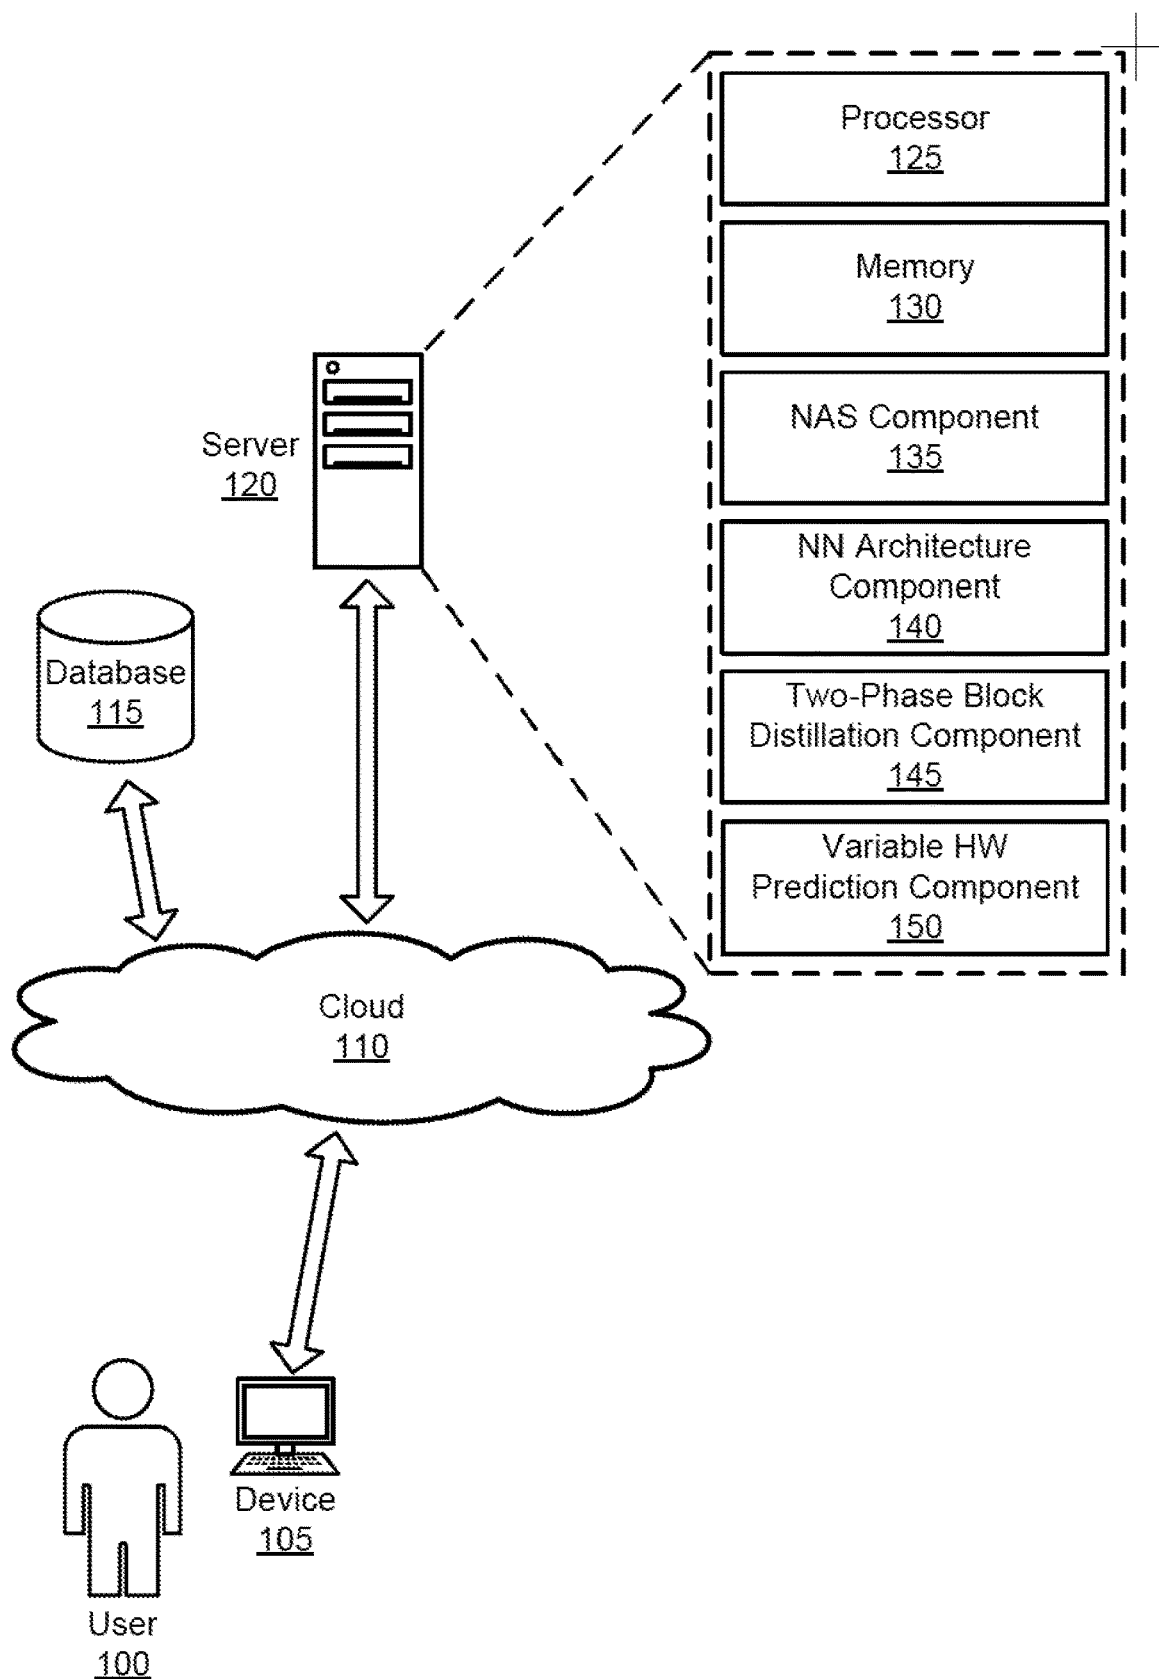 Processor
125
Memory
130
NAS Component
135
NN Architecture
Component
140
Two-Phase Block
Distillation Component
145
Variable HW
Prediction Component
150
Server
120
Database
115
Cloud
110
Device
105
User
100